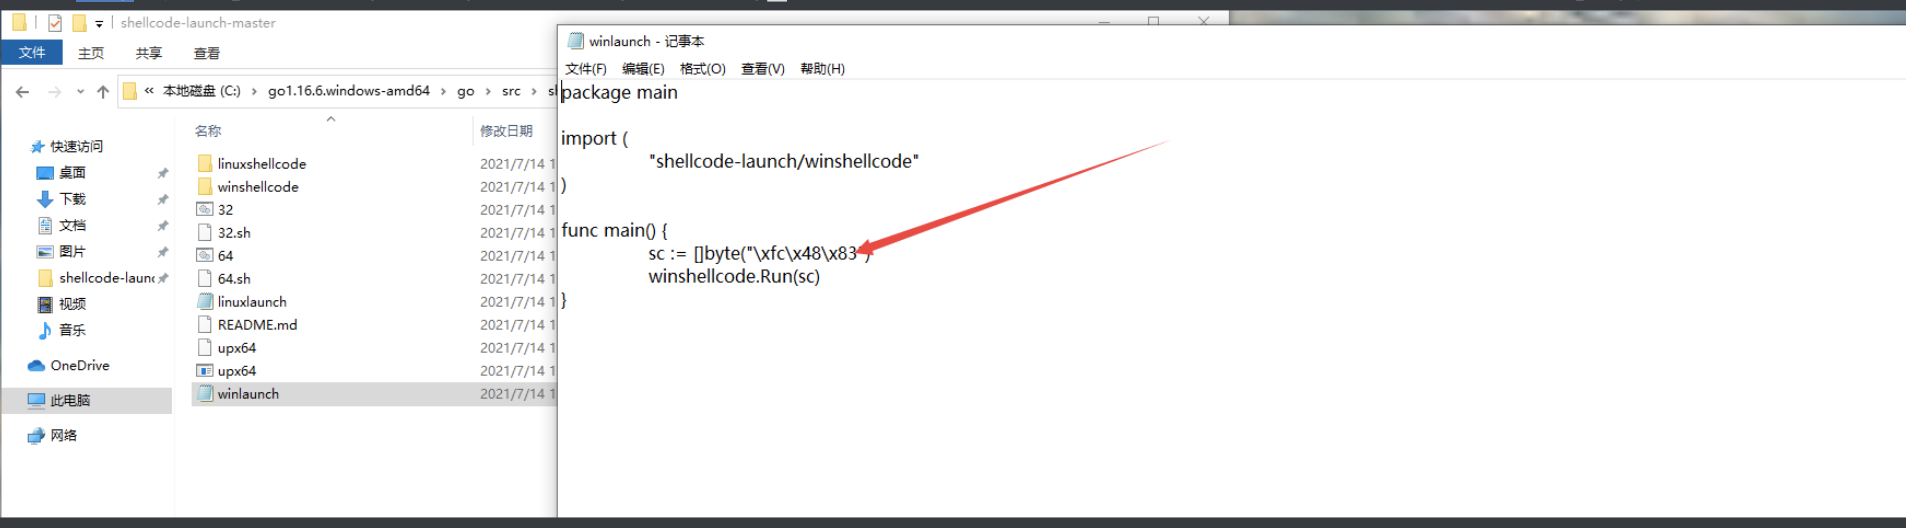 shellcode-launch-master
文件 主页 共享 查看
« 本地磁盘 (C:) › go1.16.6.windows-amd64 › go › src ›
名称 修改日期
快速访问
桌面
下载
文档
图片
shellcode-laun
视频
音乐
OneDrive
此电脑
网络
linuxshellcode 2021/7/14 1
winshellcode 2021/7/14 1
32 2021/7/14 1
32.sh 2021/7/14 1
64 2021/7/14 1
64.sh 2021/7/14 1
linuxlaunch 2021/7/14 1
README.md 2021/7/14 1
upx64 2021/7/14 1
upx64 2021/7/14 1
winlaunch 2021/7/14 1
winlaunch - 记事本
文件(F) 编辑(E) 格式(O) 查看(V) 帮助(H)
package main
import (
"shellcode-launch/winshellcode"
)
func main() {
sc := []byte("\xfc\x48\x83")
winshellcode.Run(sc)
}